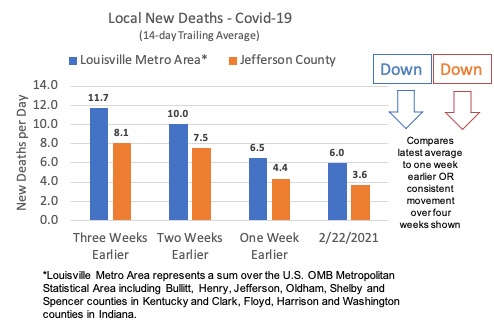 Local New Deaths - Covid-19
(14-day Trailing Average)
Louisville Metro Area* Jefferson County
New Deaths per Day
14.0
12.0
10.0
8.0
6.0
4.0
2.0
0.0
11.7
8.1
10.0
7.5
6.5
4.4
6.0
3.6
Three Weeks
Earlier
Two Weeks
Earlier
One Week
Earlier
2/22/2021
Down Down
Compares
latest average
to one week
earlier OR
consistent
movement
over four
weeks shown
*Louisville Metro Area represents a sum over the U.S. OMB Metropolitan
Statistical Area including Bullitt, Henry, Jefferson, Oldham, Shelby and
Spencer counties in Kentucky and Clark, Floyd, Harrison and Washington
counties in Indiana.